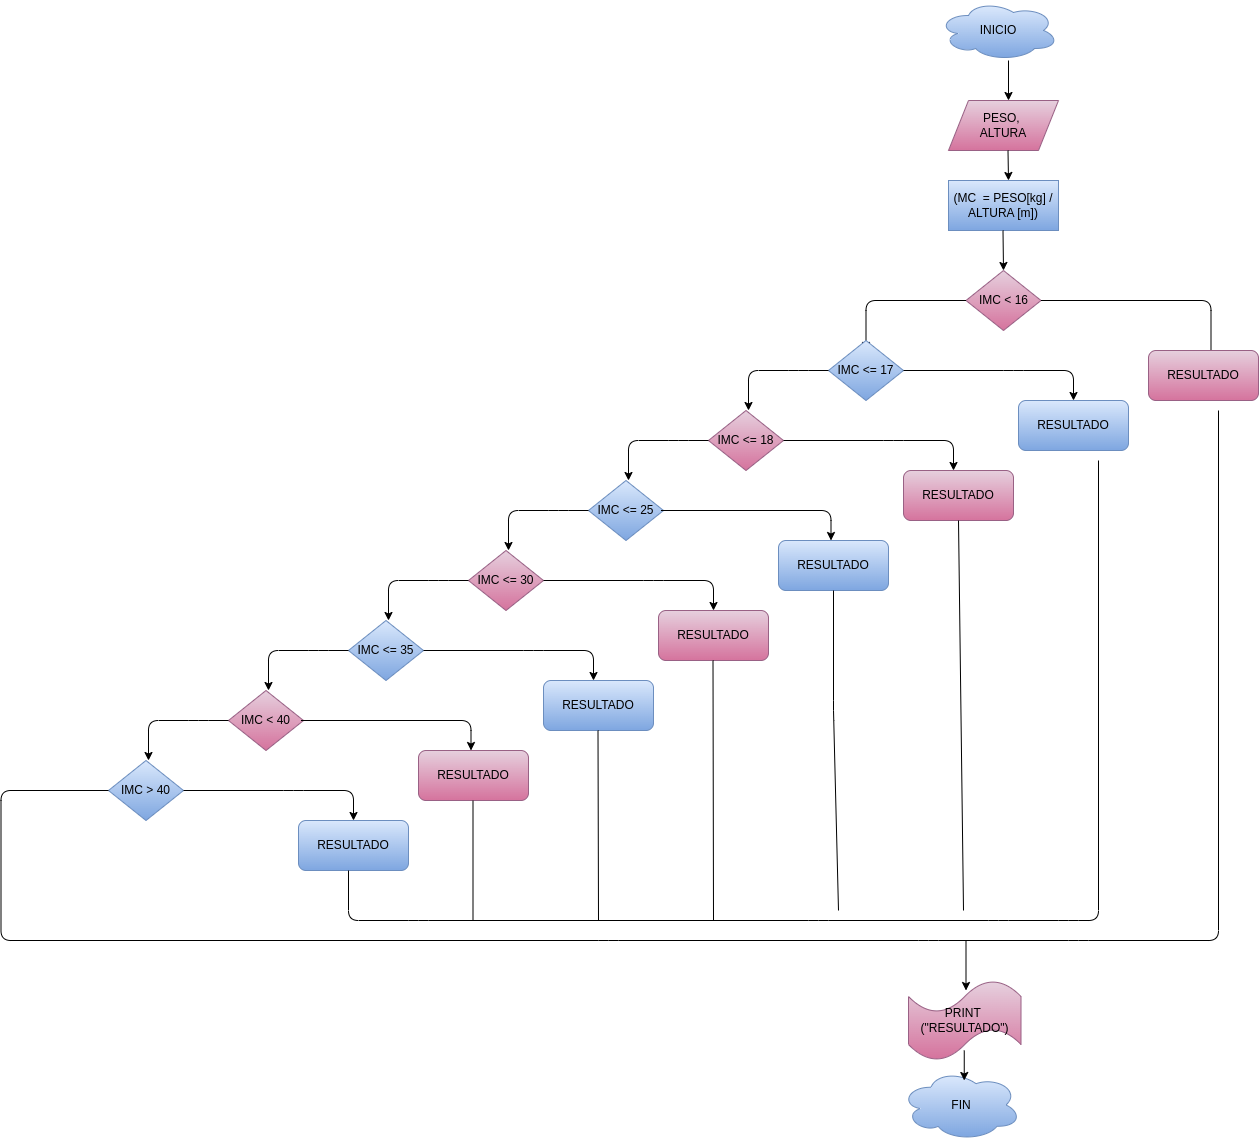 INICIO
PESO,
ALTURA
(MC = PESO[kg] /
ALTURA [m])
IMC < 16
IMC <= 17
RESULTADO
RESULTADO
IMC <= 18
RESULTADO
IMC <= 25
RESULTADO
IMC <= 30
RESULTADO
IMC <= 35
RESULTADO
IMC < 40
RESULTADO
IMC > 40
RESULTADO
PRINT
("RESULTADO")
FIN